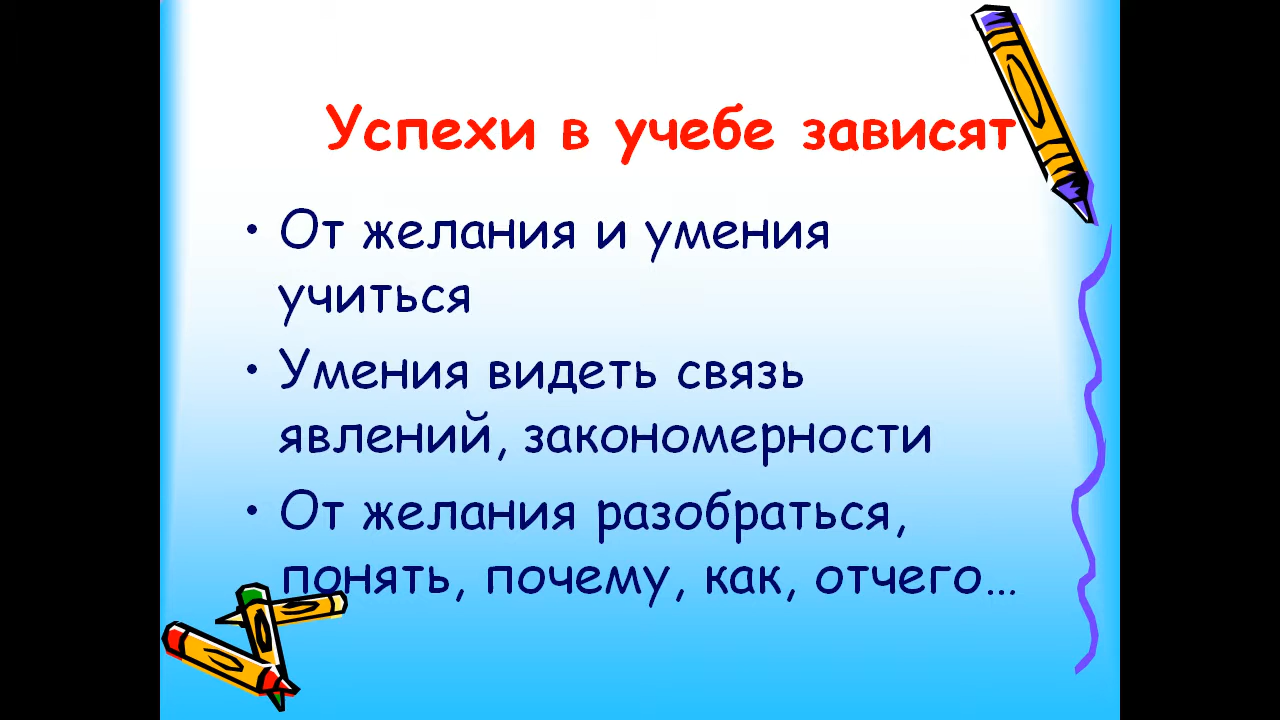 Успехи в учебе зависят
• От желания и умения
учиться
• Умения видеть связь
явлений, закономерности
• От желания разобраться,
понять, почему, как, отчего...